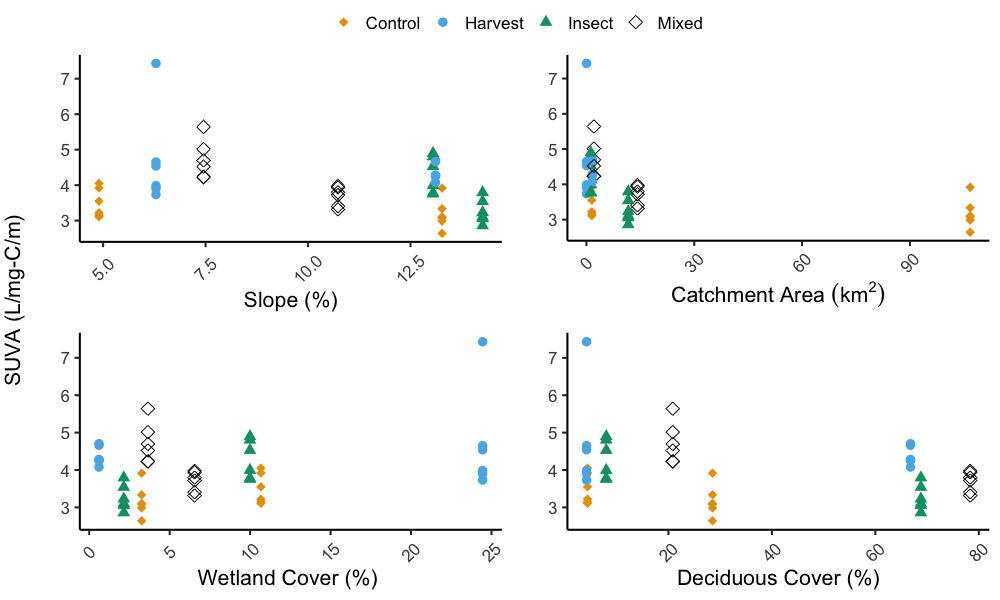 Control Harvest Insect Mixed
SUVA (L/mg-C/m)
7
6
5
4
3
5.0 7.5 10.0 12.5
Slope (%)
7
6
5
4
3
0 30 60 90
Catchment Area (km²)
7
6
5
4
3
0 5 10 15 20 25
Wetland Cover (%)
7
6
5
4
3
20 40 60 80
Deciduous Cover (%)